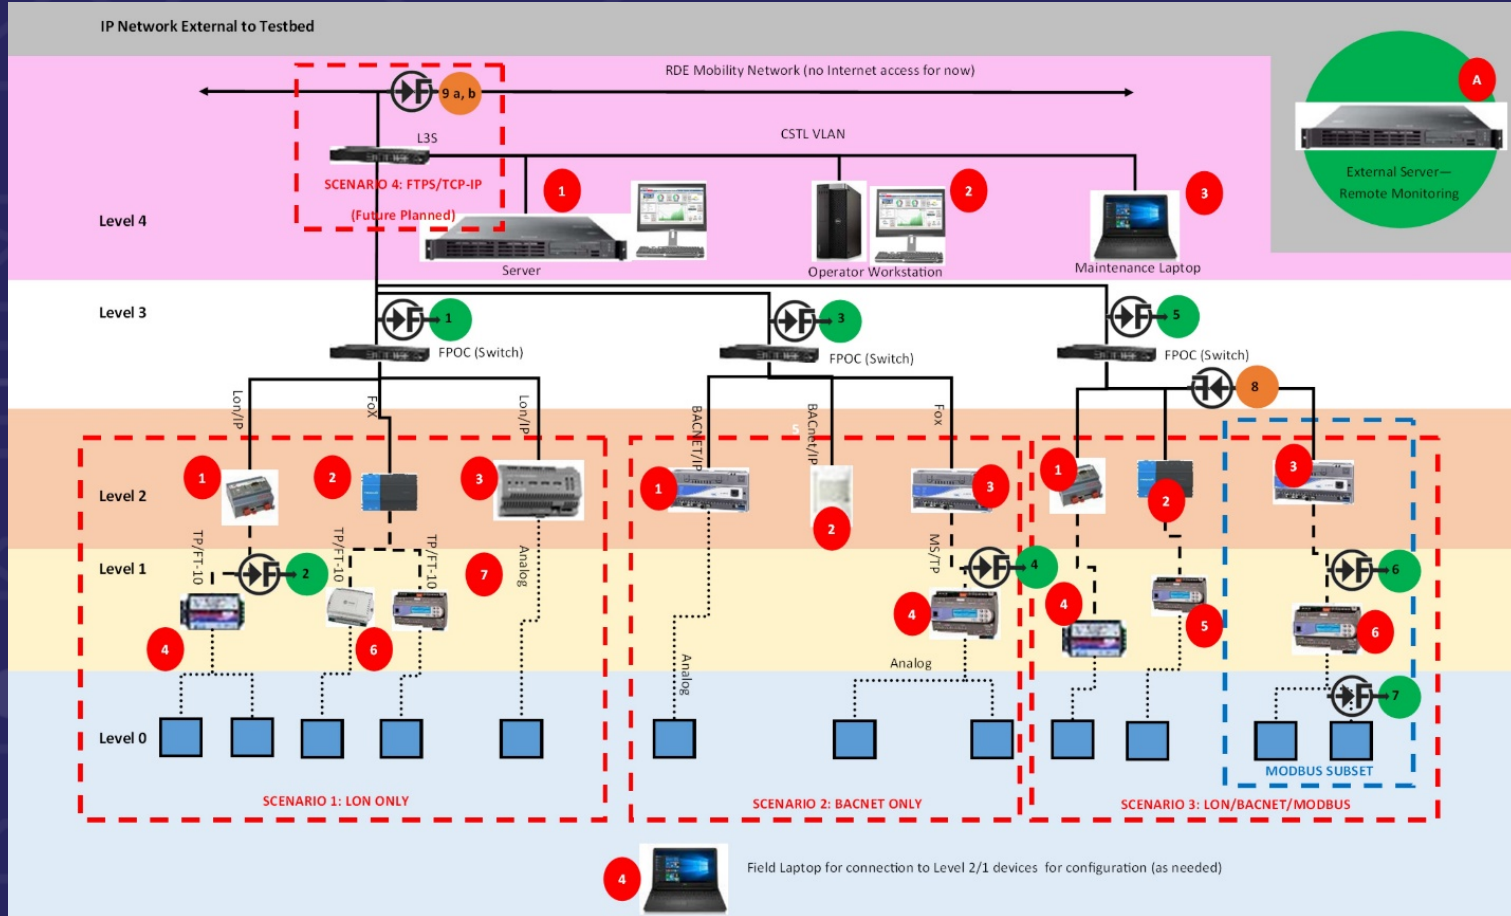 IP Network External to Testbed
RDE Mobility Network (no Internet access for now)
A
9 a, b
L3S
CSTL VLAN
External Server—
Remote Monitoring
SCENARIO 4: FTPS/TCP-IP
(Future Planned)
1
2
3
Level 4
Server
Operator Workstation
Maintenance Laptop
Level 3
1
3
5
FPOC (Switch)
FPOC (Switch)
FPOC (Switch)
8
Lon/IP
FoX
Lon/IP
BACNET/IP
BACnet/IP
Fox
5
Level 2
1
2
3
1
2
3
1
2
3
Level 1
TP/FT-10
2
TP/FT-10
TP/FT-10
7
Analog
MS/TP
4
6
4
6
4
4
5
6
Analog
Analog
7
Level 0
MODBUS SUBSET
SCENARIO 1: LON ONLY
SCENARIO 2: BACNET ONLY
SCENARIO 3: LON/BACNET/MODBUS
4
Field Laptop for connection to Level 2/1 devices for configuration (as needed)